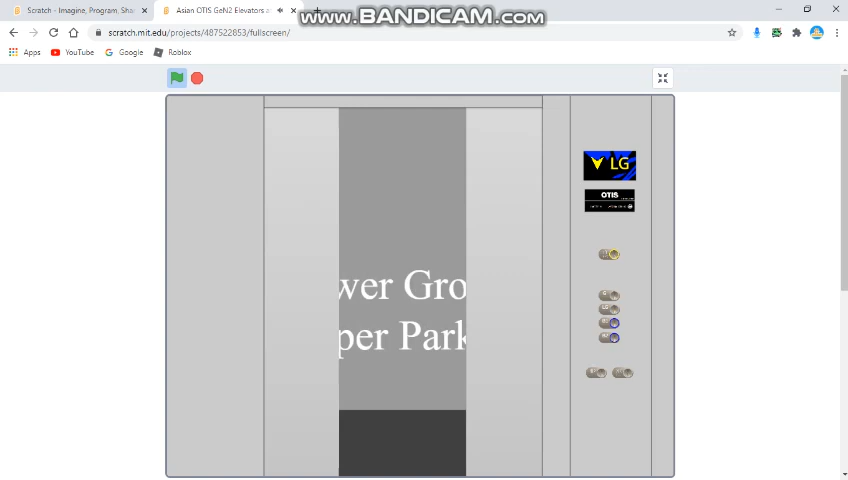 www.BANDICAM.com
Scratch - Imagine, Program, Sha
Asian OTIS GeN2 Elevators a
scratch.mit.edu/projects/487522853/fullscreen/
Apps
YouTube
Google
Roblox
LG
OTIS
wer Gro
per Park